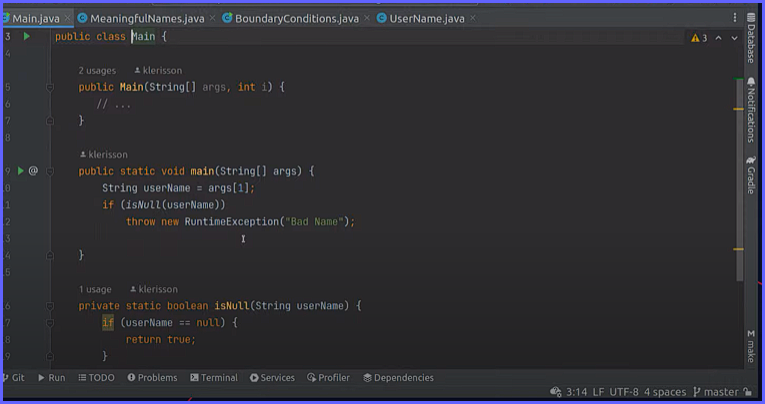 Main.java MeaningfulNames.java BoundaryConditions.java UserName.java
3 public class Main { 3
4
2 usages klerisson
5 public Main(String[] args, int i) {
6 // ...
7 }
8
klerisson
9 @ public static void main(String[] args) {
0 String userName = args[1];
1 if (isNull(userName))
2 throw new RuntimeException("Bad Name");
3
4 }
5
1 usage klerisson
6 private static boolean isNull(String userName) {
7 if (userName == null) {
8 return true;
9 }
Database
Notifications
Gradle
make
Git Run TODO Problems Terminal Services Profiler Dependencies
3:14 LF UTF-8 4 spaces master